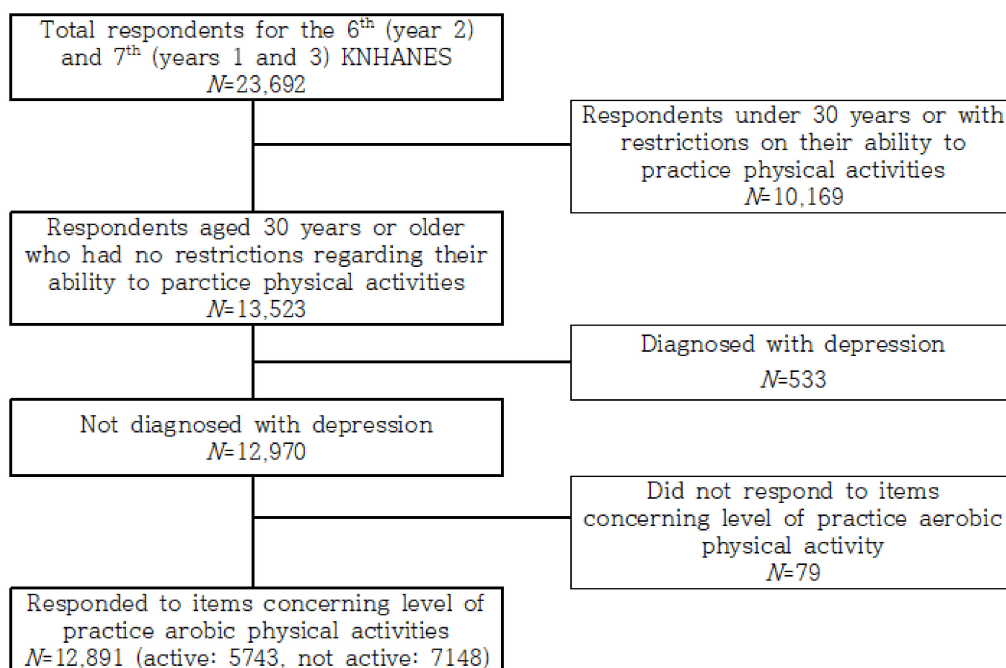 Total respondents for the 6th (year 2)
and 7th (years 1 and 3) KNHANES
N=23,692
Respondents under 30 years or with
restrictions on their ability to
practice physical activities
N=10,169
Respondents aged 30 years or older
who had no restrictions regarding their
ability to parctice physical activities
N=13,523
Diagnosed with depression
N=533
Not diagnosed with depression
N=12,970
Did not respond to items
concerning level of practice aerobic
physical activity
N=79
Responded to items concerning level of
practice arobic physical activities
N=12,891 (active: 5743, not active: 7148)